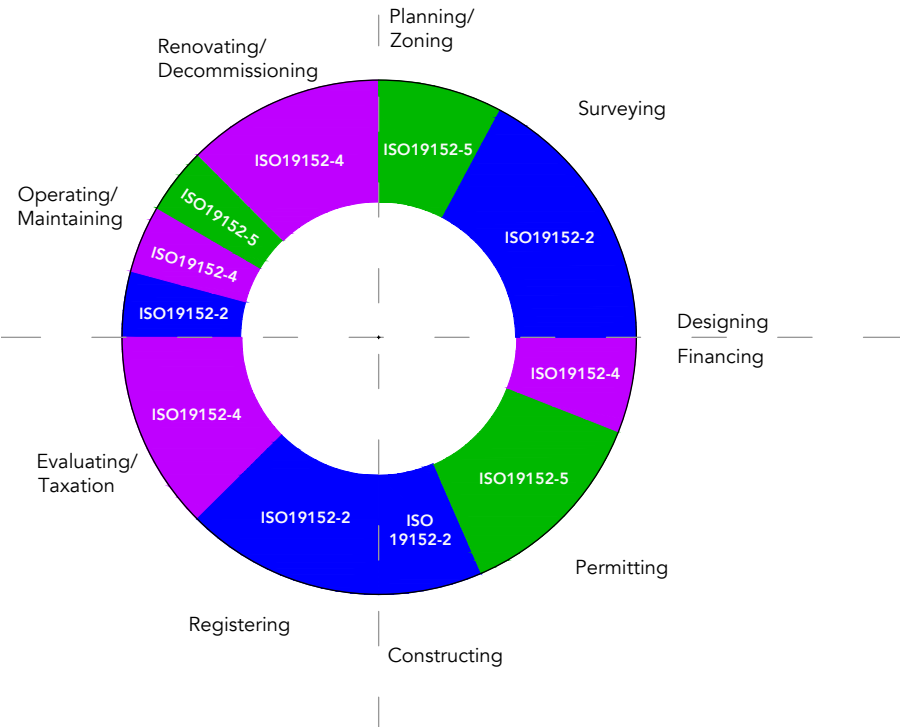 Planning/
Zoning
Renovating/
Decommissioning
Surveying
ISO19152-5
ISO19152-4
Operating/
Maintaining
ISO19152-5
ISO19152-2
ISO19152-4
ISO19152-2
Designing
Financing
ISO19152-4
ISO19152-4
Evaluating/
Taxation
ISO19152-5
ISO19152-2
ISO
19152-2
Permitting
Registering
Constructing